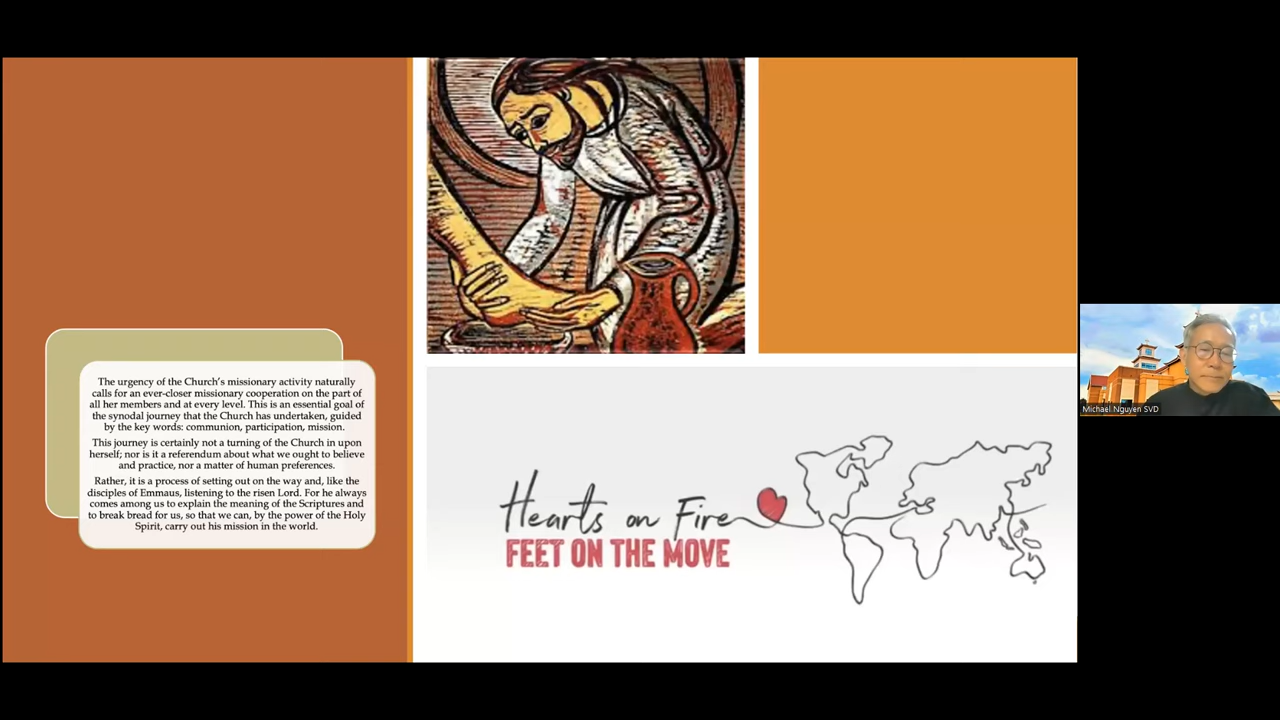 The urgency of the Church's missionary activity naturally
calls for an ever-closer missionary cooperation on the part of
all her members and at every level. This is an essential goal of
the synodal journey that the Church has undertaken, guided
by the key words: communion, participation, mission.
This journey is certainly not a turning of the Church in upon
herself; nor is it a referendum about what we ought to believe
and practice, nor a matter of human preferences.
Rather, it is a process of setting out on the way and, like the
disciples of Emmaus, listening to the risen Lord. For he always
comes among us to explain the meaning of the Scriptures and
to break bread for us, so that we can, by the power of the Holy
Spirit, carry out his mission in the world.
Hearts on Fire
FEET ON THE MOVE
Michael Nguyen SVD